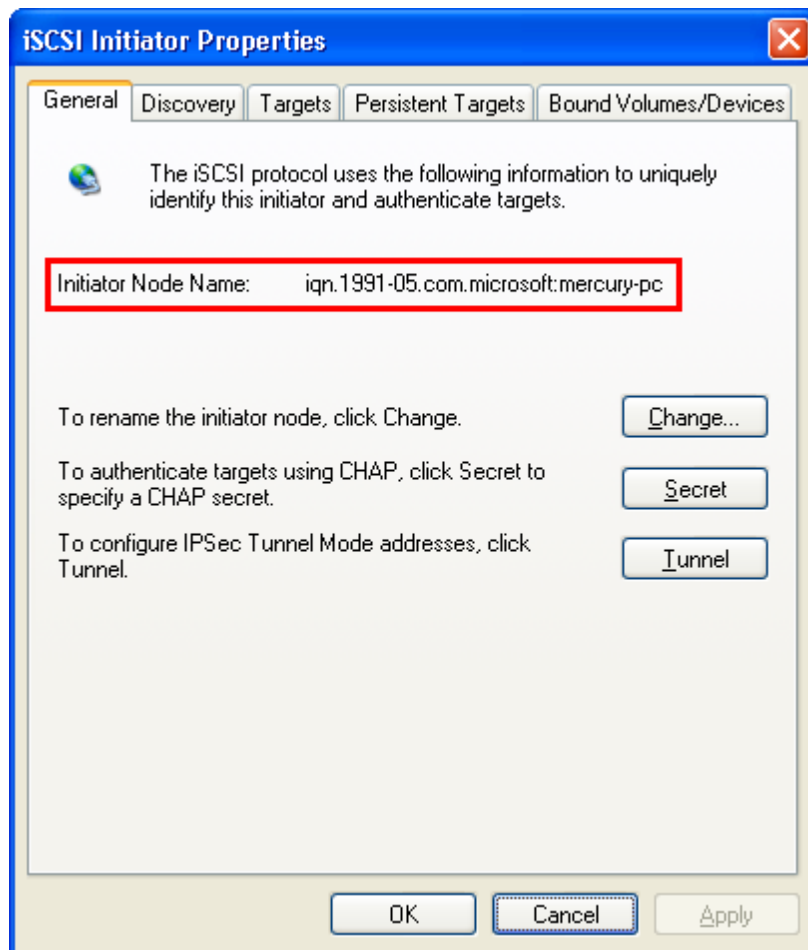 iSCSI Initiator Properties
General Discovery Targets Persistent Targets Bound Volumes/Devices
The iSCSI protocol uses the following information to uniquely
identify this initiator and authenticate targets.
Initiator Node Name: iqn.1991-05.com.microsoft:mercury-pc
To rename the initiator node, click Change.
Change...
To authenticate targets using CHAP, click Secret to
specify a CHAP secret.
Secret
To configure IPSec Tunnel Mode addresses, click
Tunnel.
Tunnel
OK Cancel Apply